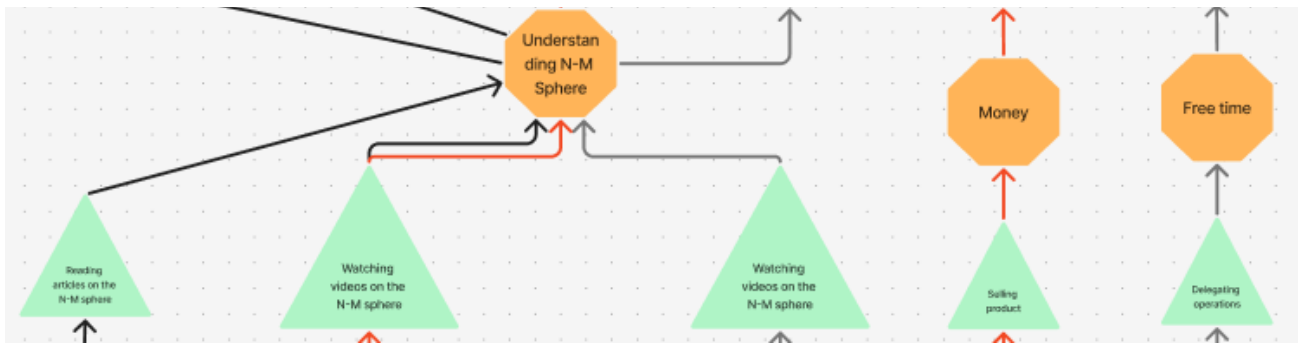 Understan
ding N-M
Sphere
Money
Free time
Reading
articles on the
N-M sphere
Watching
videos on the
N-M sphere
Watching
videos on the
N-M sphere
Selling
product
Delegating
operations